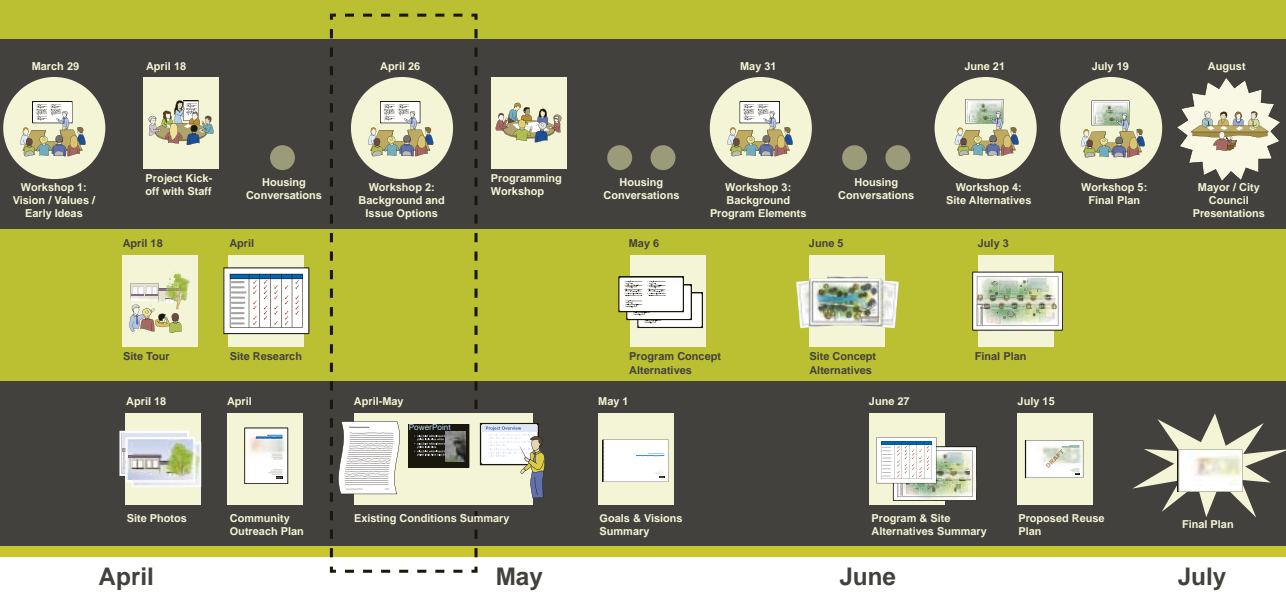 March 29
Workshop 1:
Vision / Values /
Early Ideas
April 18
Project Kick-
off with Staff
Housing
Conversations
April 26
Workshop 2:
Background and
Issue Options
Programming
Workshop
Housing
Conversations
May 31
Workshop 3:
Background
Program Elements
Housing
Conversations
June 21
Workshop 4:
Site Alternatives
July 19
Workshop 5:
Final Plan
August
Mayor / City
Council
Presentations
April 18
Site Tour
April
Site Research
May 6
Program Concept
Alternatives
June 5
Site Concept
Alternatives
July 3
Final Plan
April 18
Site Photos
April
Community
Outreach Plan
April-May
PowerPoint
Project Overview
Existing Conditions Summary
May 1
Goals & Visions
Summary
June 27
Program & Site
Alternatives Summary
July 15
DRAFT
Proposed Reuse
Plan
Final Plan
April
May
June
July